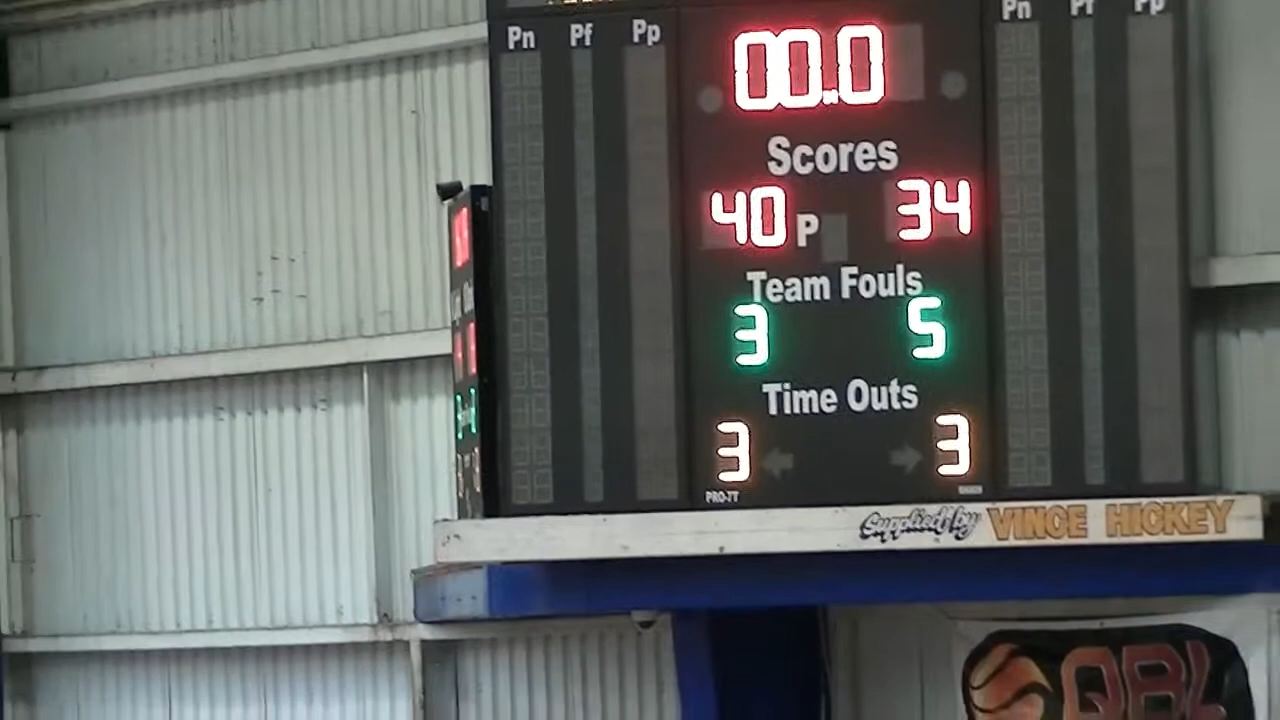 Pn Pf Pp
00.0
Pn Pf Pp
Scores
40 P 34
Team Fouls
3 5
Time Outs
3 3
PRO-7T
Supplied by VINCE HICKEY
QBL